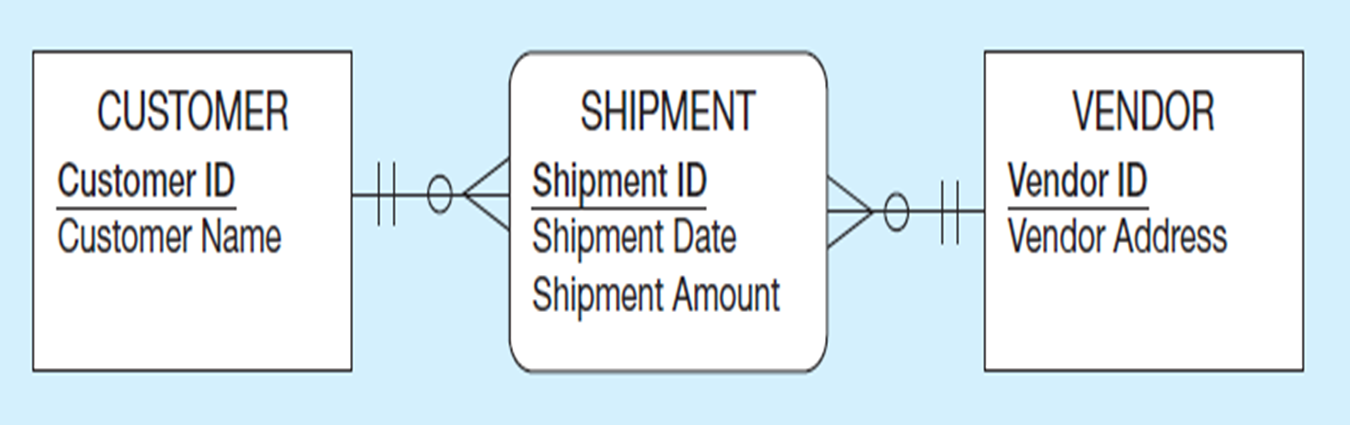 CUSTOMER
Customer ID
Customer Name
SHIPMENT
Shipment ID
Shipment Date
Shipment Amount
VENDOR
Vendor ID
Vendor Address